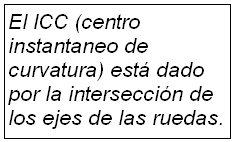 El ICC (centro
instantaneo de
curvatura) está dado
por la intersección de
los ejes de las ruedas.